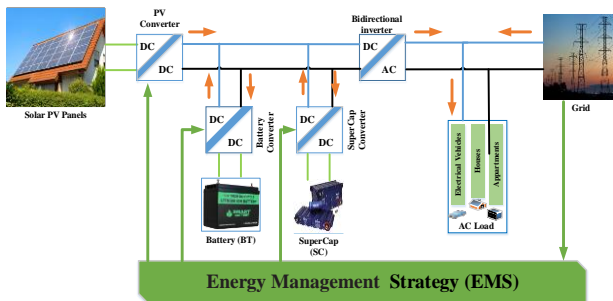 PV
Converter
DC
DC
Bidirectional
inverter
DC
AC
Solar PV Panels
Grid
DC
DC
Battery
Converter
DC
DC
SuperCap
Converter
Electrical Vehicles
Houses
Appartments
AC Load
SMART
Battery (BT)
SuperCap
(SC)
Energy Management Strategy (EMS)